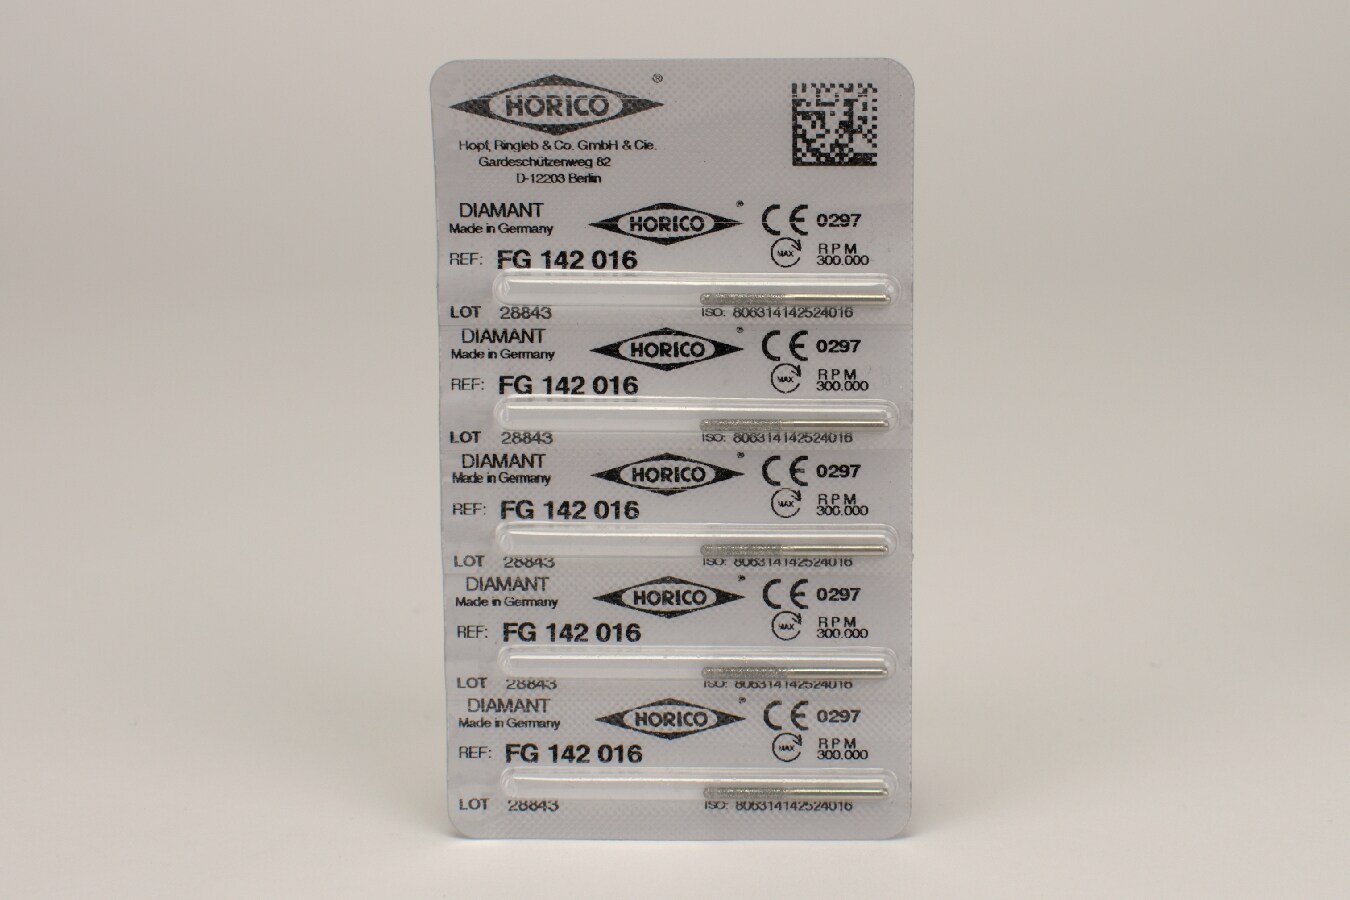 HORICO ®
Hopf, Ringleb & Co. GmbH & Cie.
Gardeschützenweg 82
D-12203 Berlin
DIAMANT
Made in Germany
HORICO ®
CE 0297
REF: FG 142 016
MAX
RPM
300.000
LOT 28843
ISO: 806314142524016
DIAMANT
Made in Germany
HORICO ®
CE 0297
REF: FG 142 016
MAX
RPM
300.000
LOT 28843
ISO: 806314142524016
DIAMANT
Made in Germany
HORICO ®
CE 0297
REF: FG 142 016
MAX
RPM
300.000
LOT 28843
ISO: 806314142524016
DIAMANT
Made in Germany
HORICO ®
CE 0297
REF: FG 142 016
MAX
RPM
300.000
LOT 28843
ISO: 806314142524016
DIAMANT
Made in Germany
HORICO ®
CE 0297
REF: FG 142 016
MAX
RPM
300.000
LOT 28843
ISO: 806314142524016